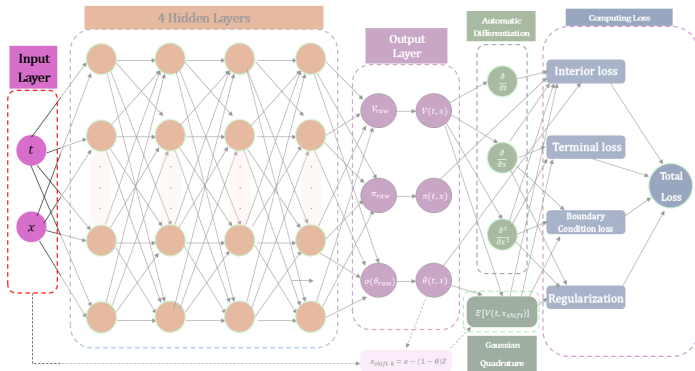 4 Hidden Layers
Input
Layer
Output
Layer
Automatic
Differentiation
Computing Loss
t
x
V_raw
π_raw
σ(θ_raw)
V(t, x)
π(t, x)
θ(t, x)
∂/∂t
∂/∂x
∂²/∂x²
E[V(t, x_shift)]
Gaussian
Quadrature
Interior loss
Terminal loss
Boundary
Condition loss
Regularization
Total
Loss
= x − (1 − θ)Z